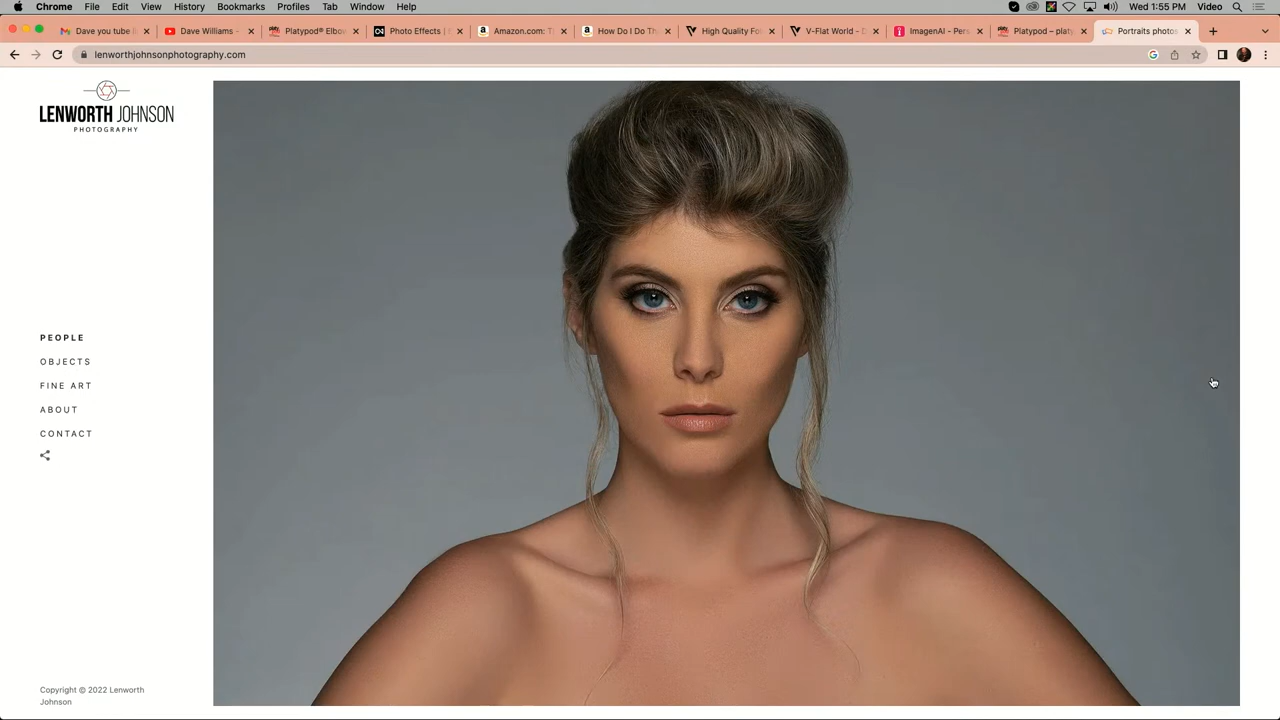 Chrome File Edit View History Bookmarks Profiles Tab Window Help Wed 1:55 PM Video
Dave you tube Dave Williams - Platypod® Elbow Photo Effects | Amazon.com: T How Do I Do Th High Quality Fo V-Flat World - D ImagenAI - Pers Platypod – platy Portraits photos
lenworthjohnsonphotography.com
LENWORTH JOHNSON
PHOTOGRAPHY
PEOPLE
OBJECTS
FINE ART
ABOUT
CONTACT
Copyright © 2022 Lenworth
Johnson